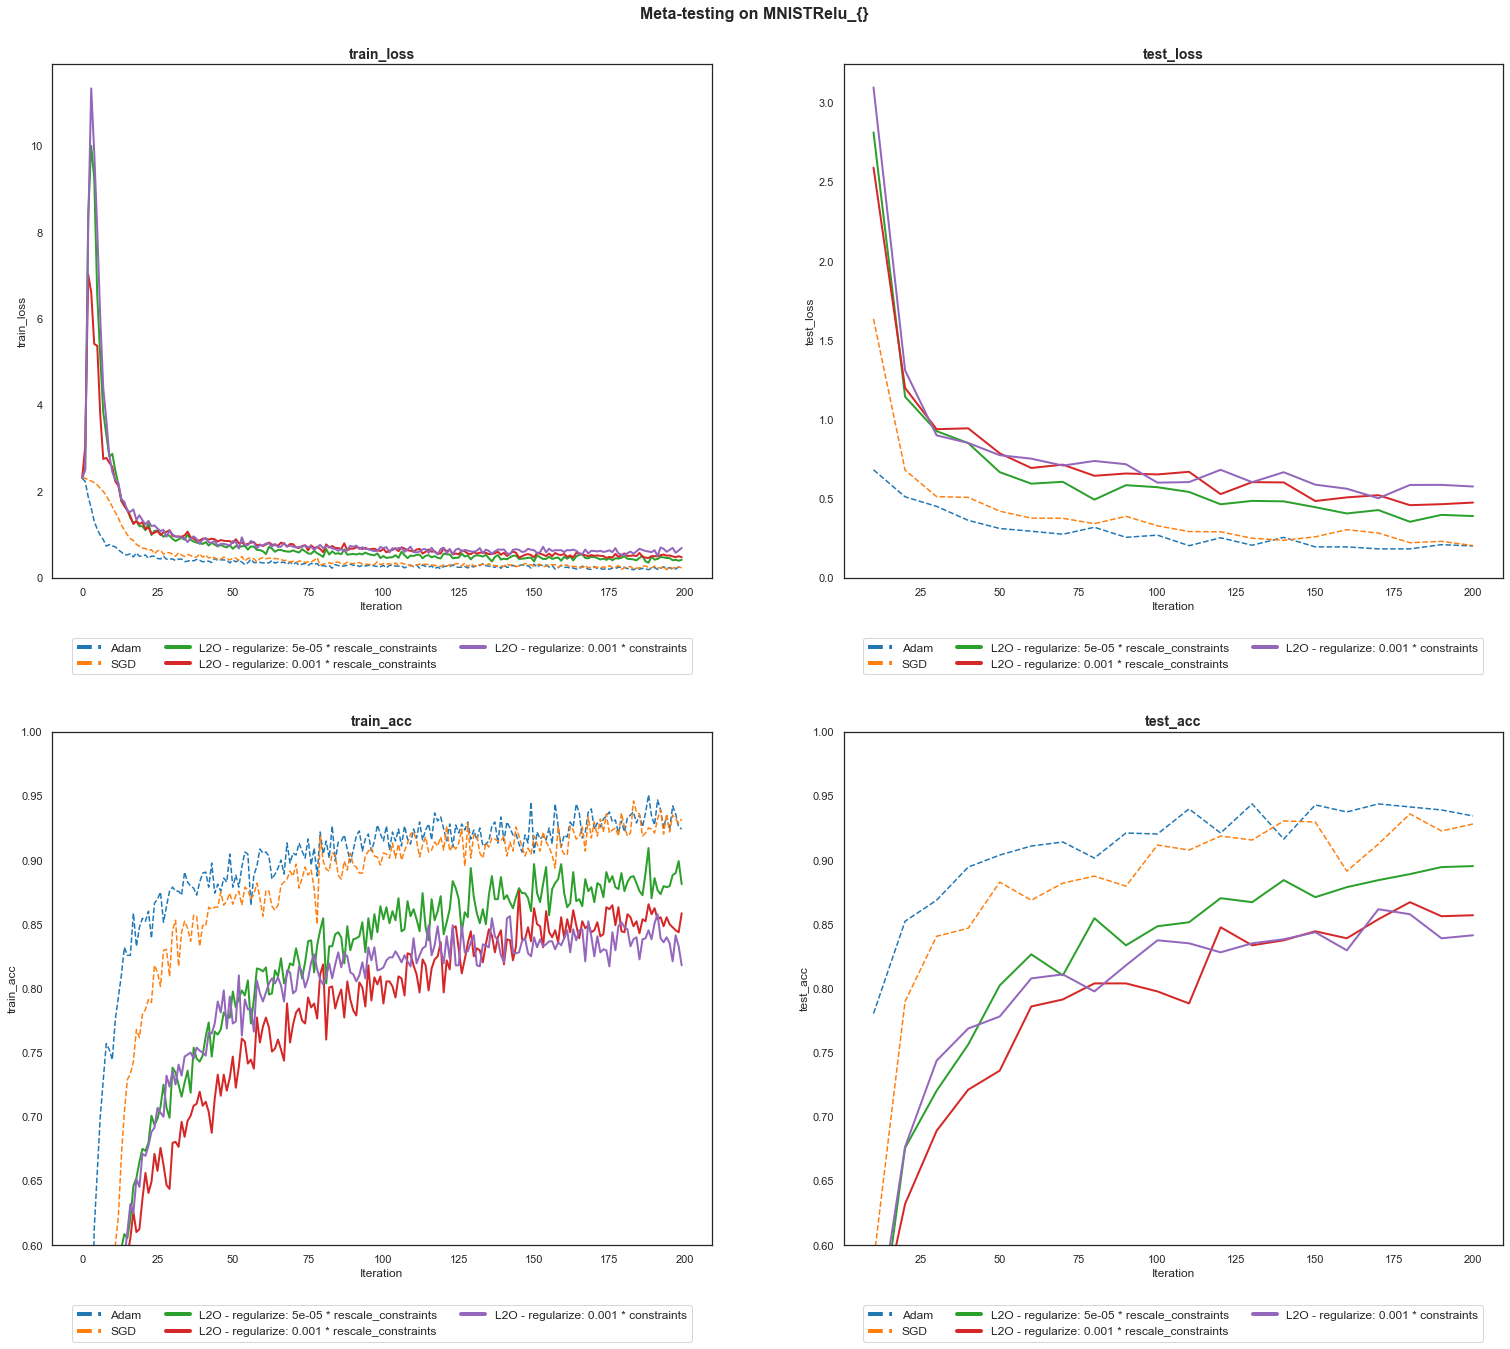 Meta-testing on MNISTRelu_{}
train_loss
train_loss
10
8
6
4
2
0
0 25 50 75 100 125 150 175 200
Iteration
Adam L2O - regularize: 5e-05 * rescale_constraints L2O - regularize: 0.001 * constraints
SGD L2O - regularize: 0.001 * rescale_constraints
test_loss
test_loss
3.0
2.5
2.0
1.5
1.0
0.5
0.0
25 50 75 100 125 150 175 200
Iteration
Adam L2O - regularize: 5e-05 * rescale_constraints L2O - regularize: 0.001 * constraints
SGD L2O - regularize: 0.001 * rescale_constraints
train_acc
train_acc
1.00
0.95
0.90
0.85
0.80
0.75
0.70
0.65
0.60
0 25 50 75 100 125 150 175 200
Iteration
Adam L2O - regularize: 5e-05 * rescale_constraints L2O - regularize: 0.001 * constraints
SGD L2O - regularize: 0.001 * rescale_constraints
test_acc
test_acc
1.00
0.95
0.90
0.85
0.80
0.75
0.70
0.65
0.60
25 50 75 100 125 150 175 200
Iteration
Adam L2O - regularize: 5e-05 * rescale_constraints L2O - regularize: 0.001 * constraints
SGD L2O - regularize: 0.001 * rescale_constraints